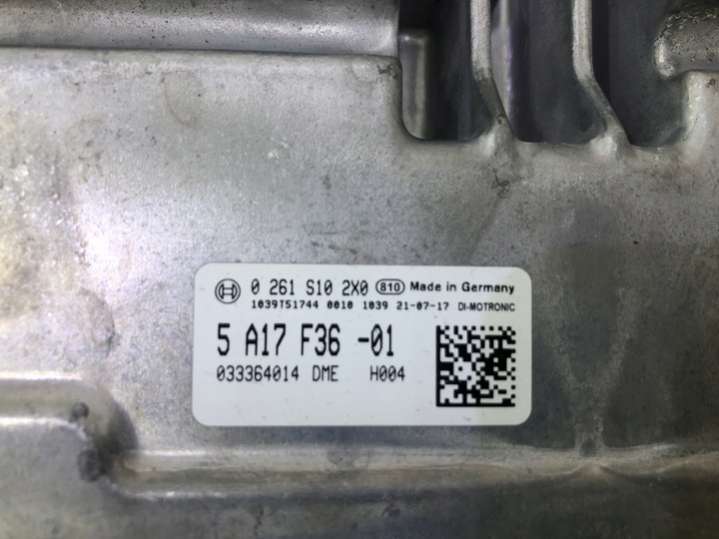 0 261 S10 2X0 810 Made in Germany
1039TS1744 0010 1039 21-07-17 DI-MOTRONIC
5 A17 F36 -01
033364014 DME H004